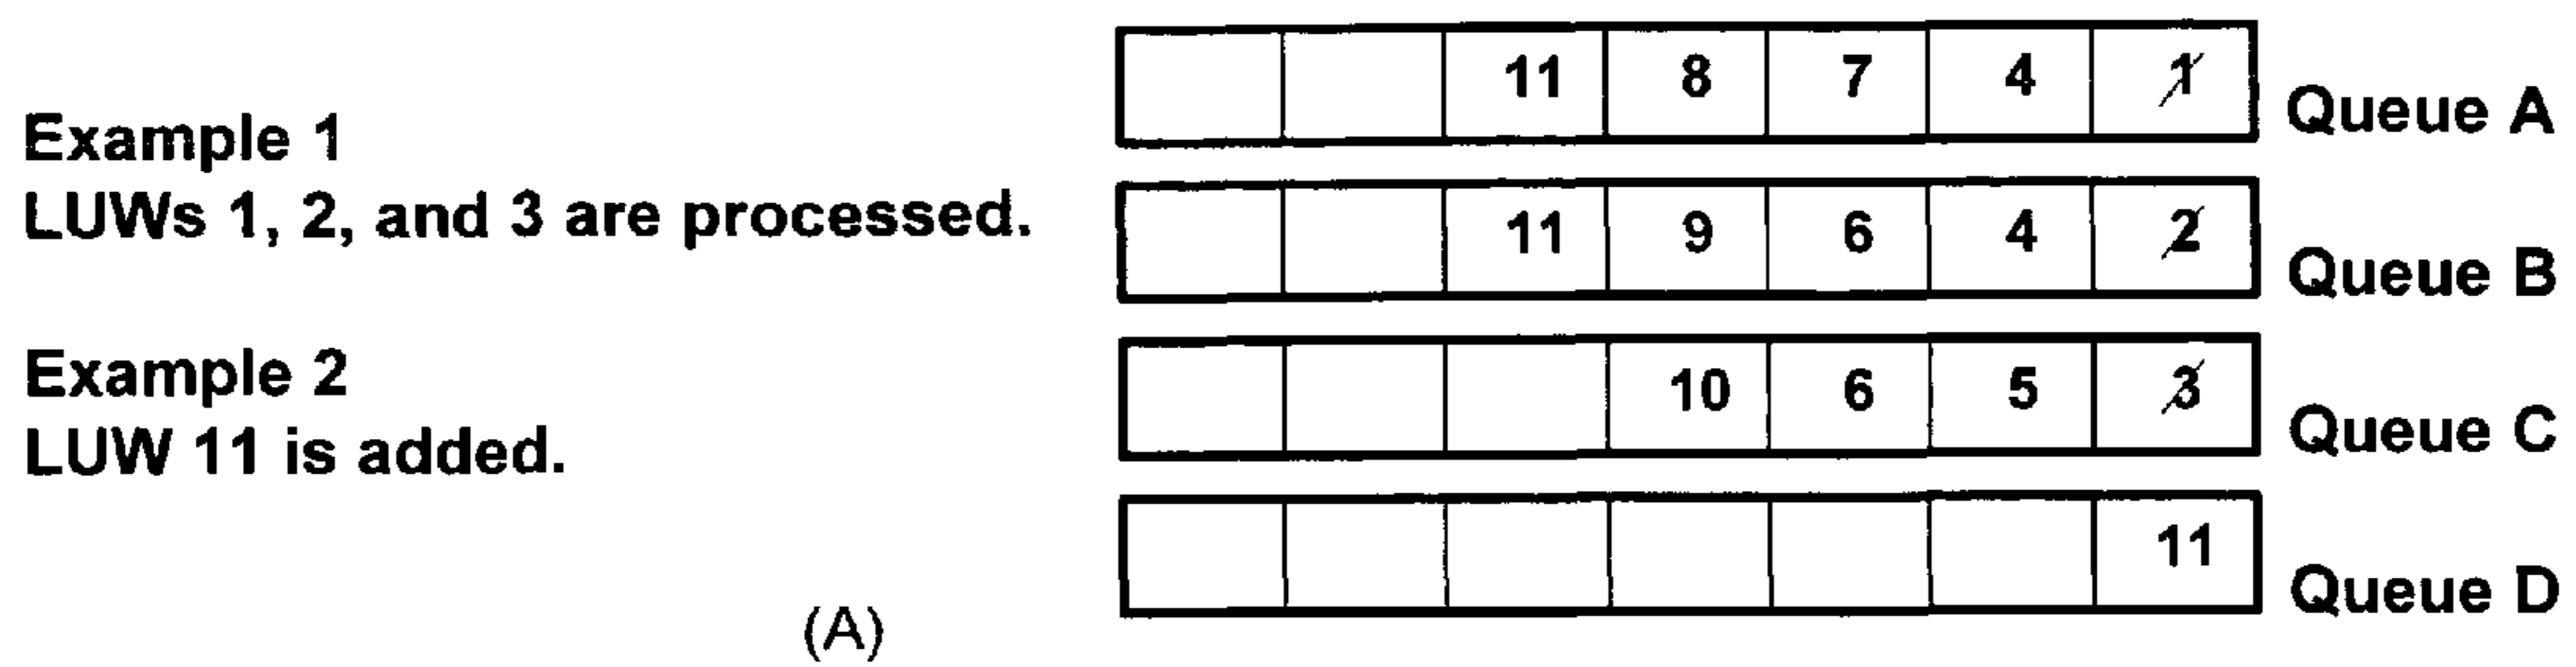 Example 1
LUWs 1, 2, and 3 are processed.
Example 2
LUW 11 is added.
(A)
11 8 7 4 1 Queue A
11 9 6 4 2 Queue B
10 6 5 3 Queue C
11 Queue D